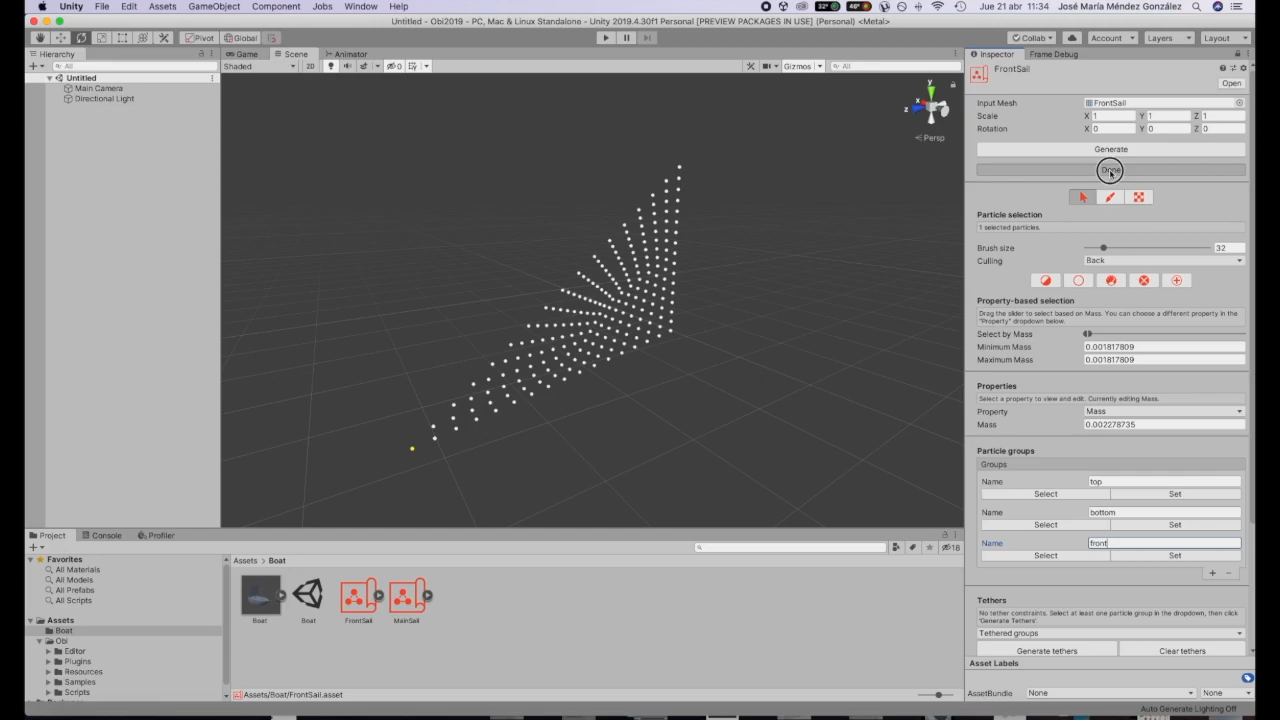 Unity File Edit Assets GameObject Component Jobs Window Help
Jue 21 abr 11:34 José María Méndez González
Untitled - Obi2019 - PC, Mac & Linux Standalone - Unity 2019.4.30f1 Personal [PREVIEW PACKAGES IN USE] (Personal) <Metal>
Pivot Global Collab Account Layers Layout
Hierarchy
All
Untitled
Main Camera
Directional Light
Game Scene Animator
Shaded 2D 0 Gizmos All
y
x
z
Persp
Inspector Frame Debug
FrontSail
Open
Input Mesh FrontSail
Scale X 1 Y 1 Z 1
Rotation X 0 Y 0 Z 0
Generate
Done
Particle selection
1 selected particles.
Brush size 32
Culling Back
Property-based selection
Drag the slider to select based on Mass. You can choose a different property in the
"Property" dropdown below.
Select by Mass
Minimum Mass 0.001817809
Maximum Mass 0.001817809
Properties
Select a property to view and edit. Currently editing Mass.
Property Mass
Mass 0.002278735
Particle groups
Groups
Name top
Select Set
Name bottom
Select Set
Name front
Select Set
+ -
Tethers
No tether constraints. Select at least one particle group in the dropdown, then click
'Generate Tethers'.
Tethered groups
Generate tethers Clear tethers
Asset Labels
AssetBundle None None
Auto Generate Lighting Off
Project Console Profiler
18
Favorites
All Materials
All Models
All Prefabs
All Scripts
Assets
Boat
Obi
Editor
Plugins
Resources
Samples
Scripts
Assets > Boat
Boat Boat FrontSail MainSail
Assets/Boat/FrontSail.asset